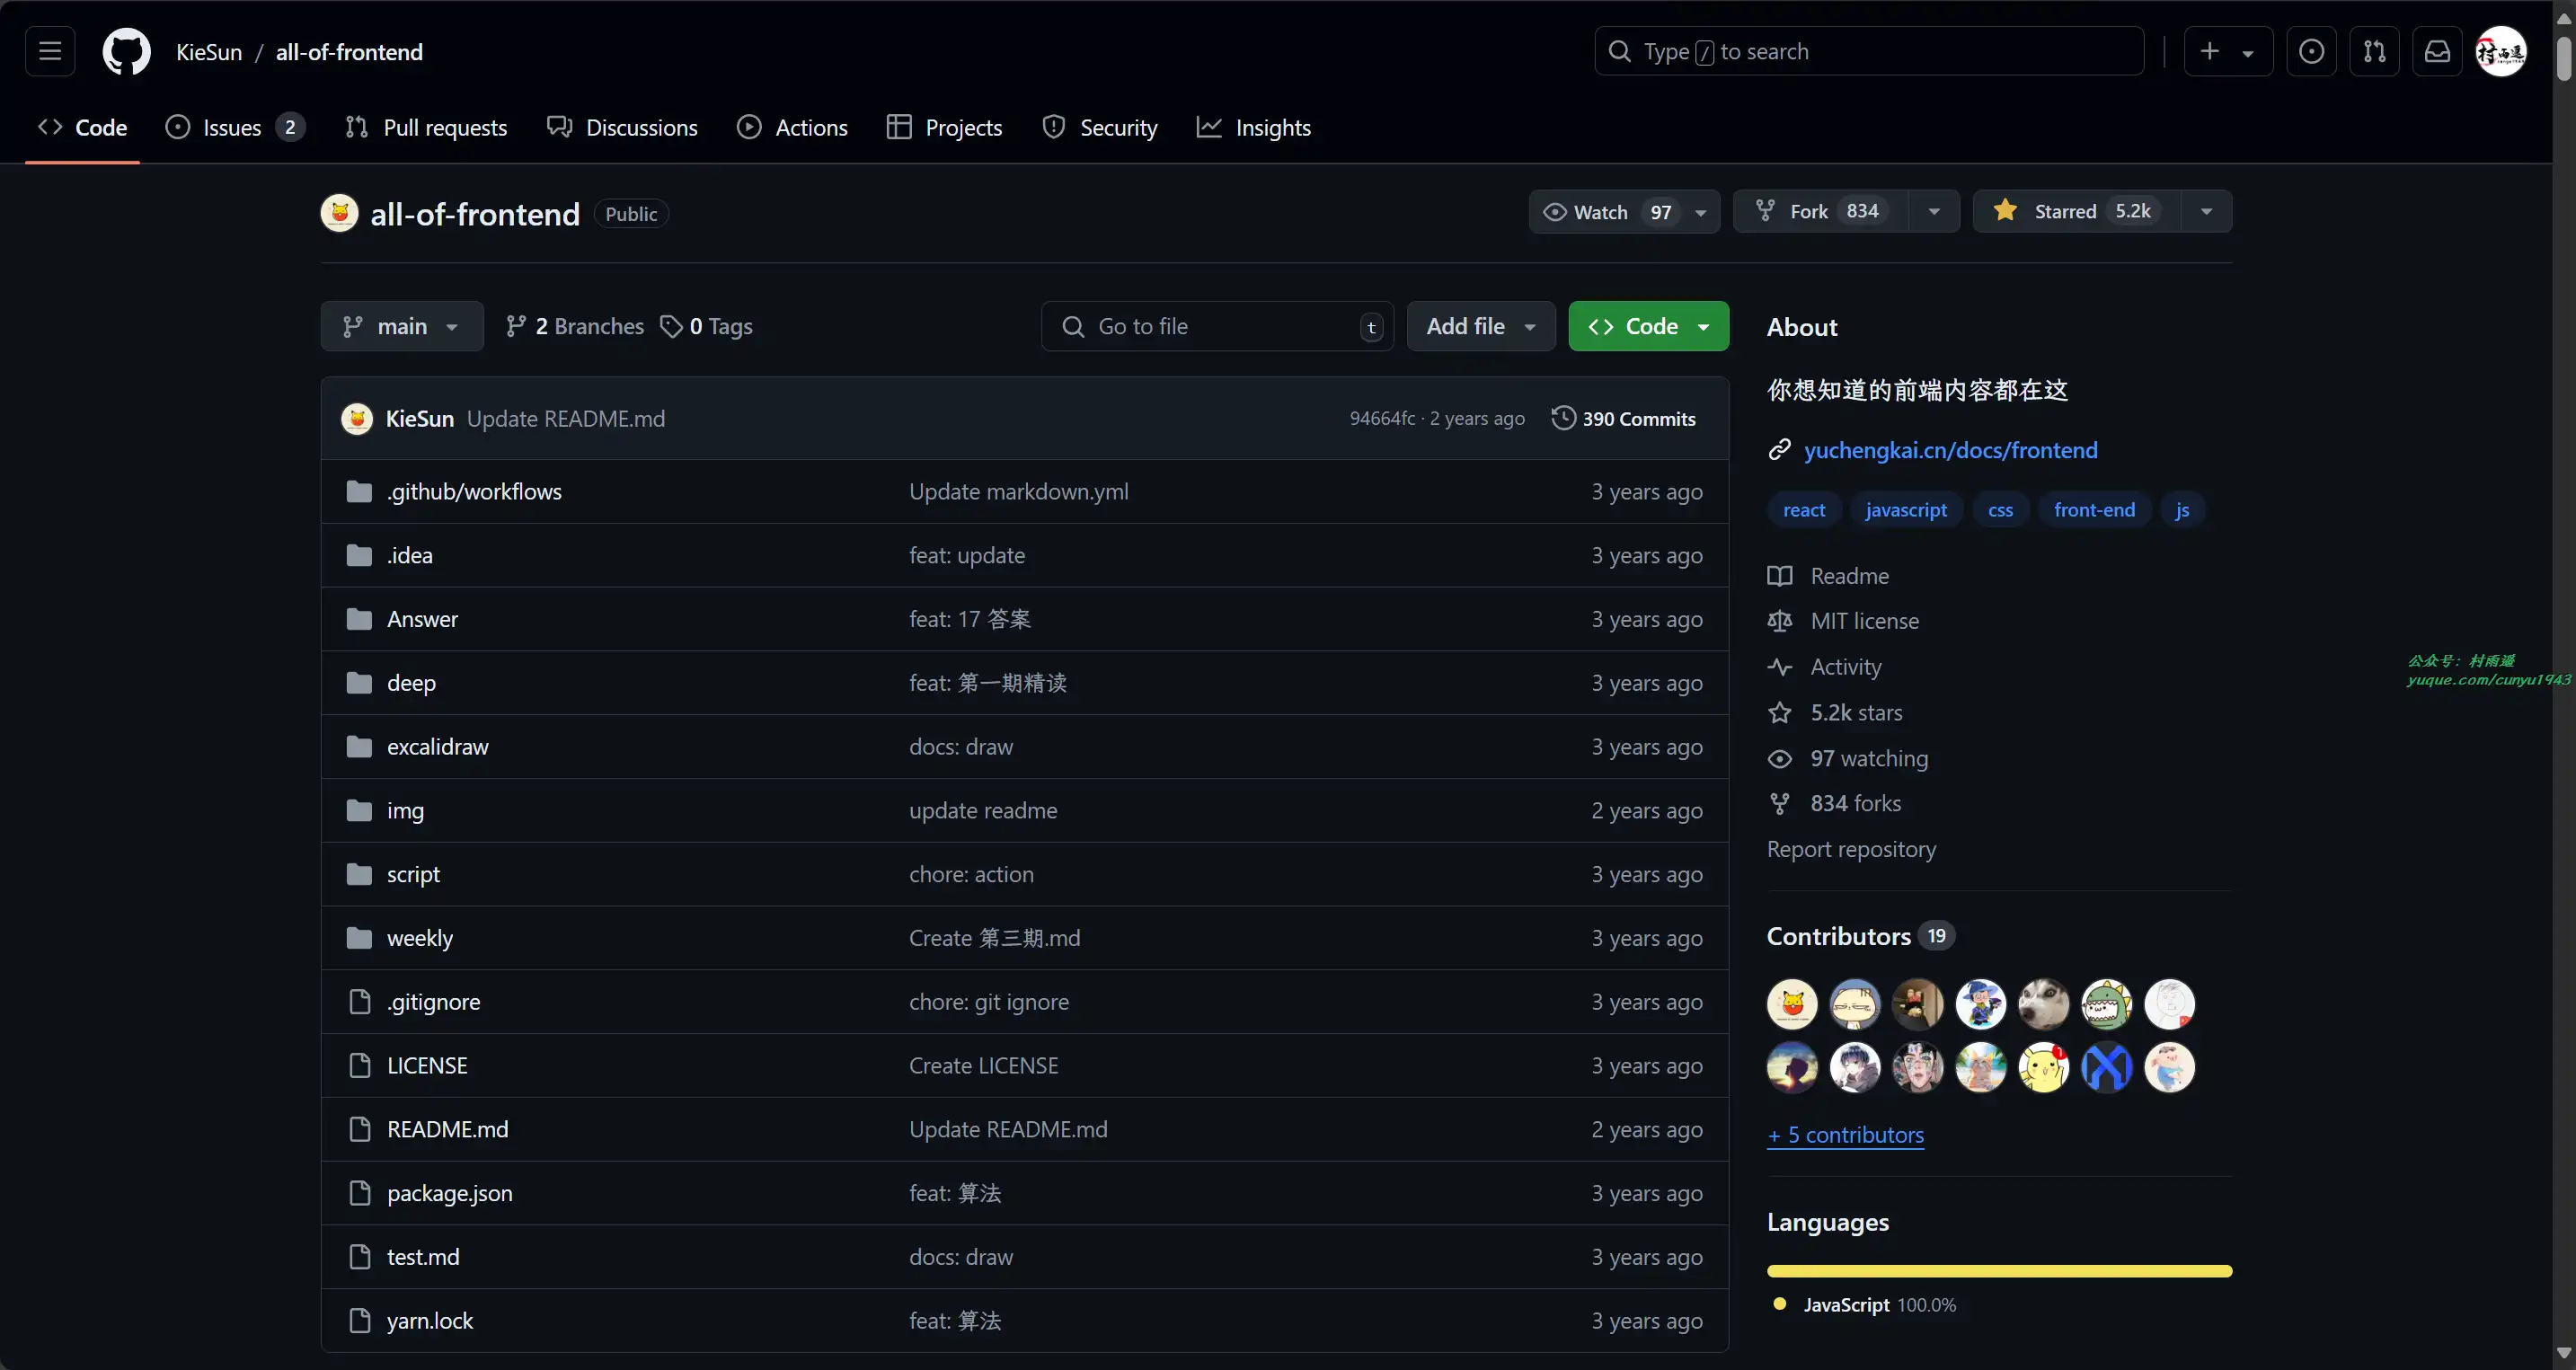 KieSun / all-of-frontend
Type / to search
Code
Issues 2
Pull requests
Discussions
Actions
Projects
Security
Insights
all-of-frontend Public
Watch 97
Fork 834
Starred 5.2k
main
2 Branches
0 Tags
Go to file t
Add file
Code
KieSun Update README.md 94664fc · 2 years ago 390 Commits
.github/workflows Update markdown.yml 3 years ago
.idea feat: update 3 years ago
Answer feat: 17 答案 3 years ago
deep feat: 第一期精读 3 years ago
excalidraw docs: draw 3 years ago
img update readme 2 years ago
script chore: action 3 years ago
weekly Create 第三期.md 3 years ago
.gitignore chore: git ignore 3 years ago
LICENSE Create LICENSE 3 years ago
README.md Update README.md 2 years ago
package.json feat: 算法 3 years ago
test.md docs: draw 3 years ago
yarn.lock feat: 算法 3 years ago
About
你想知道的前端内容都在这
yuchengkai.cn/docs/frontend
react javascript css front-end js
Readme
MIT license
Activity
5.2k stars
97 watching
834 forks
Report repository
Contributors 19
+ 5 contributors
Languages
JavaScript 100.0%
公众号：村雨遥
yuque.com/cunyu1943